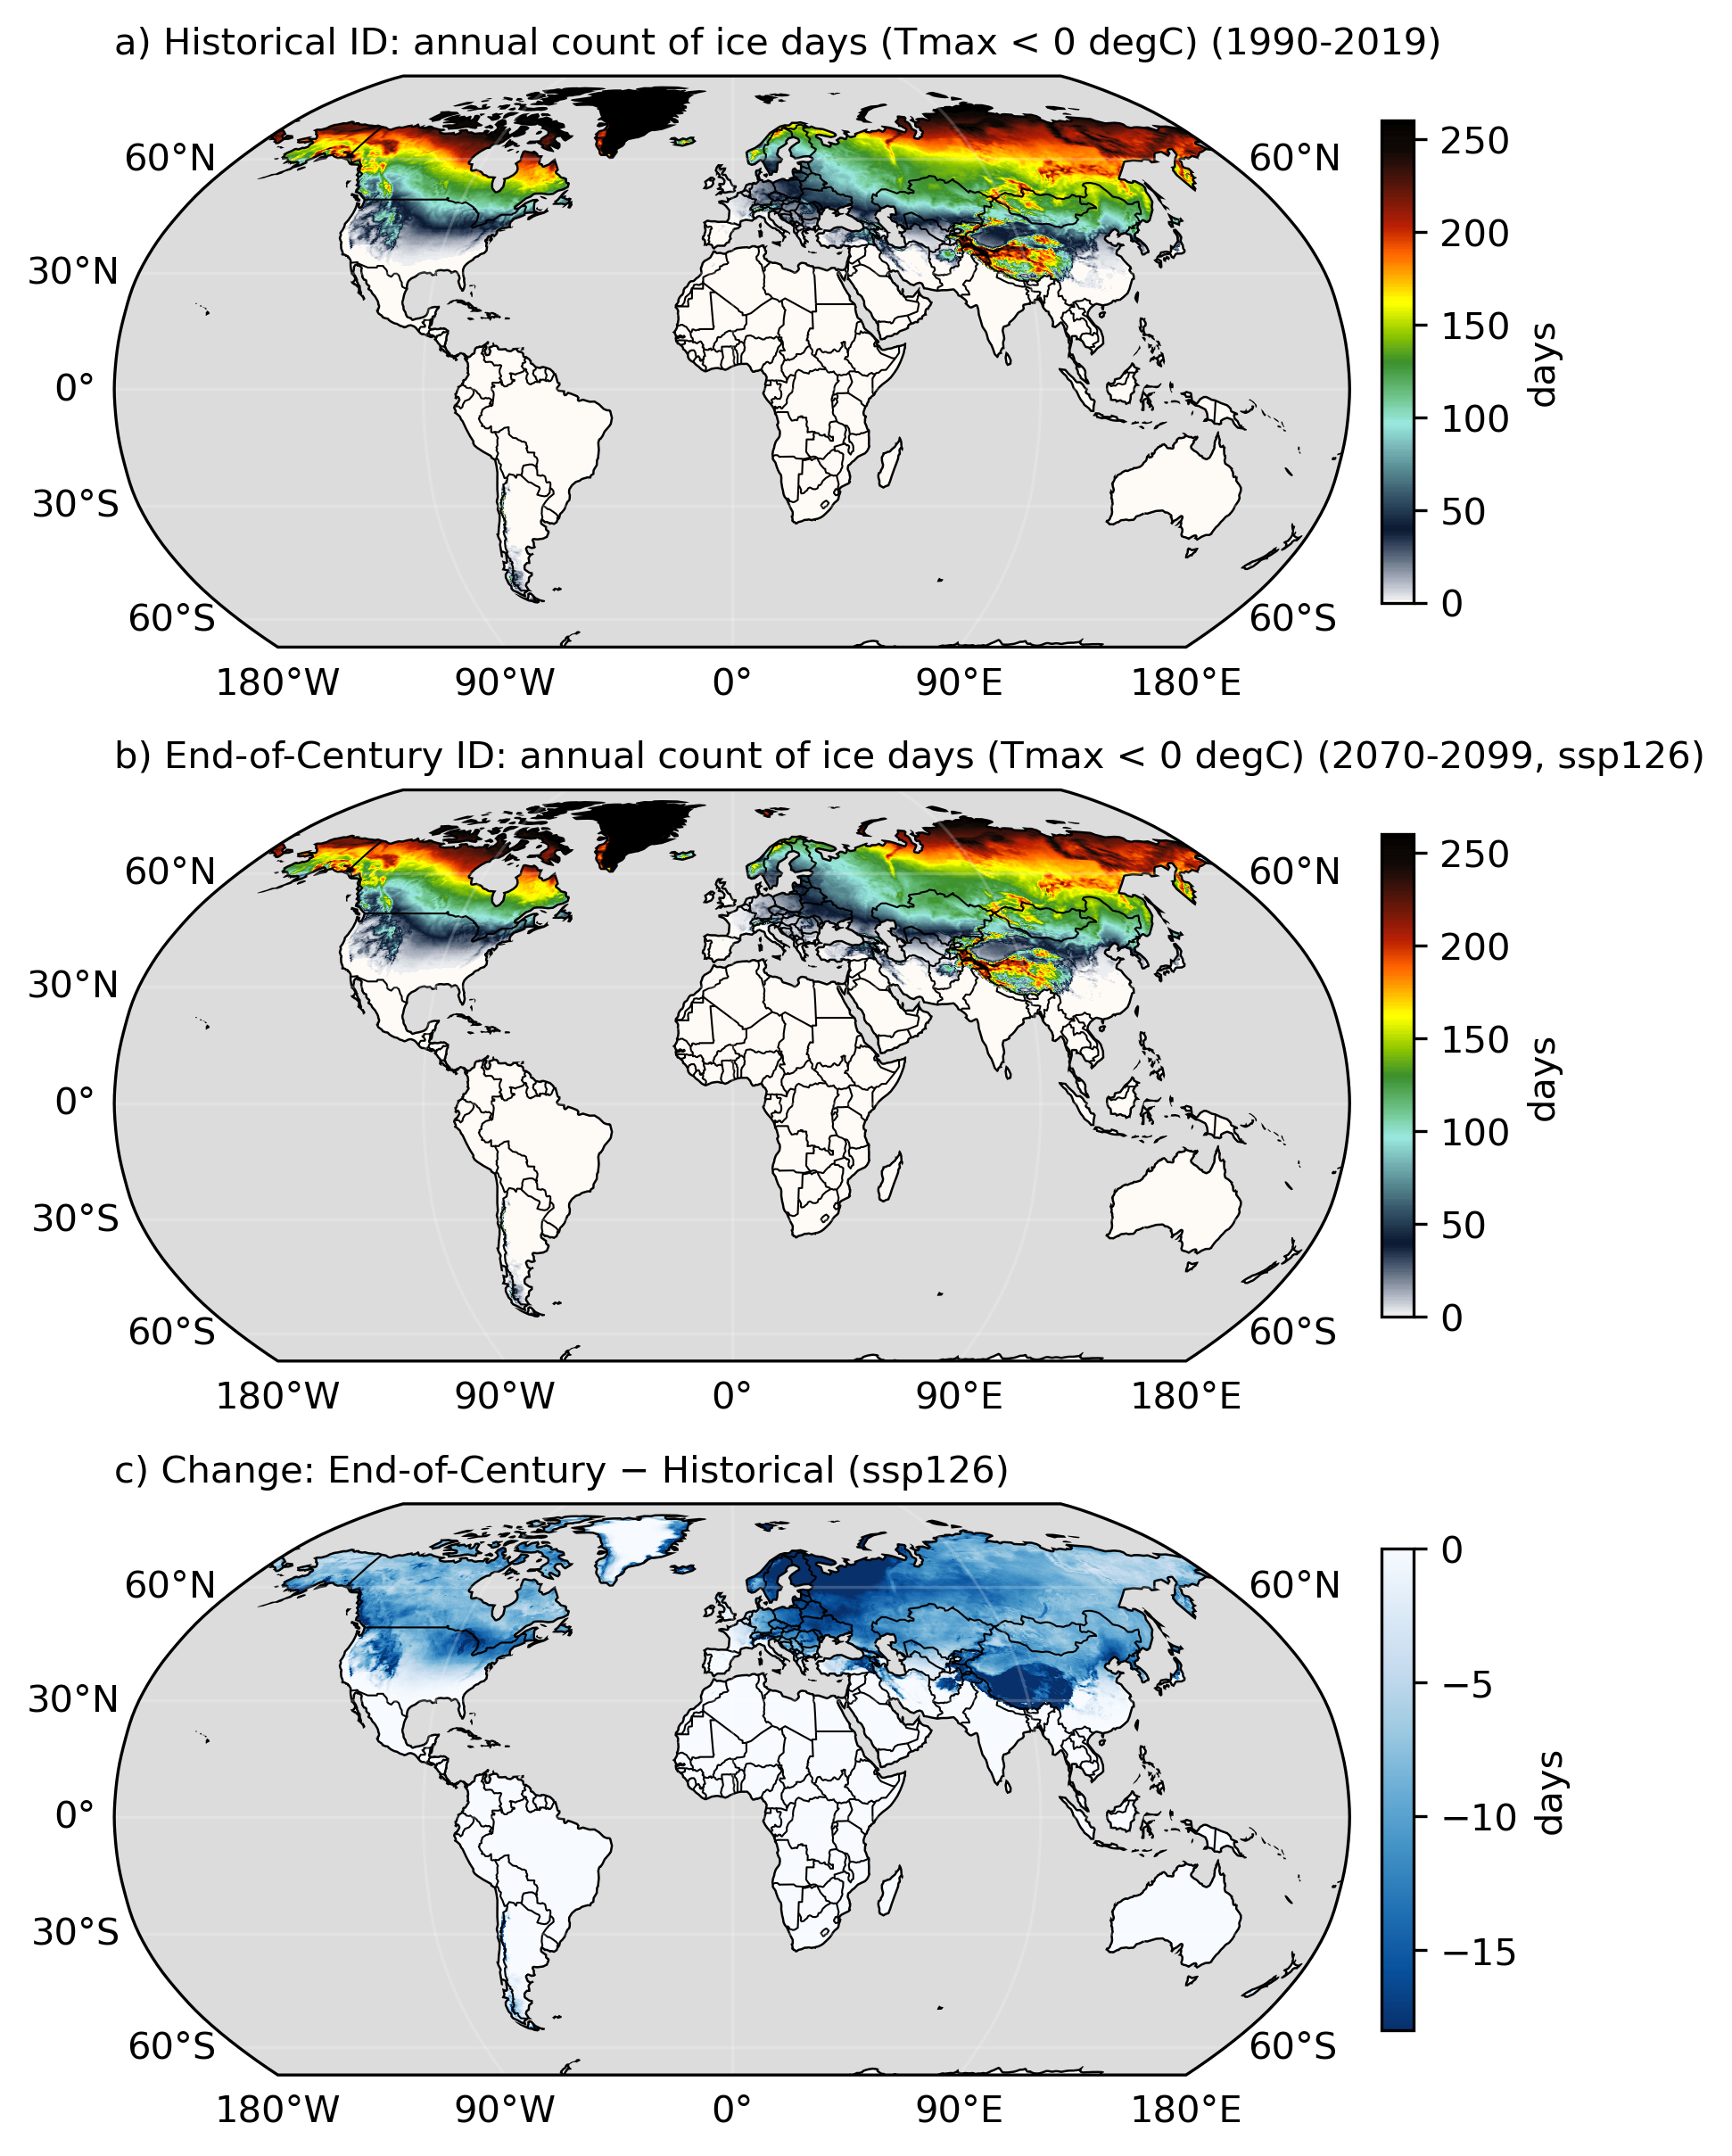 a) Historical ID: annual count of ice days (Tmax < 0 degC) (1990-2019)
60°N 60°N
30°N
0°
30°S
60°S 60°S
180°W 90°W 0° 90°E 180°E
250
200
150
100
50
0
days
b) End-of-Century ID: annual count of ice days (Tmax < 0 degC) (2070-2099, ssp126)
60°N 60°N
30°N
0°
30°S
60°S 60°S
180°W 90°W 0° 90°E 180°E
250
200
150
100
50
0
days
c) Change: End-of-Century − Historical (ssp126)
60°N 60°N
30°N
0°
30°S
60°S 60°S
180°W 90°W 0° 90°E 180°E
0
−5
−10
−15
days